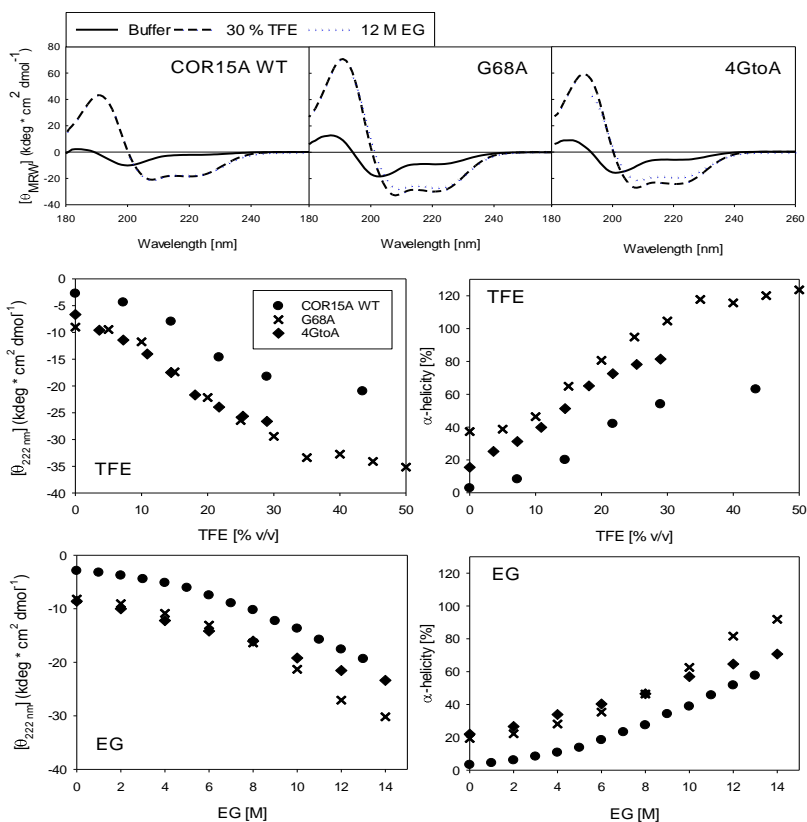 Buffer 30 % TFE 12 M EG
COR15A WT G68A 4GtoA
[θMRW] (kdeg * cm2 dmol-1)
80
60
40
20
0
-20
-40
180 200 220 240 180 200 220 240 180 200 220 240 260
Wavelength [nm] Wavelength [nm] Wavelength [nm]
[θ222 nm] (kdeg * cm2 dmol-1)
0
-5
-10
-15
-20
-25
-30
-35
-40
COR15A WT
G68A
4GtoA
TFE
0 10 20 30 40 50
TFE [% v/v]
α-helicity [%]
120
100
80
60
40
20
0
TFE
0 10 20 30 40 50
TFE [% v/v]
[θ222 nm] (kdeg * cm2 dmol-1)
0
-10
-20
-30
-40
EG
0 2 4 6 8 10 12 14
EG [M]
α-helicity [%]
120
100
80
60
40
20
0
EG
0 2 4 6 8 10 12 14
EG [M]